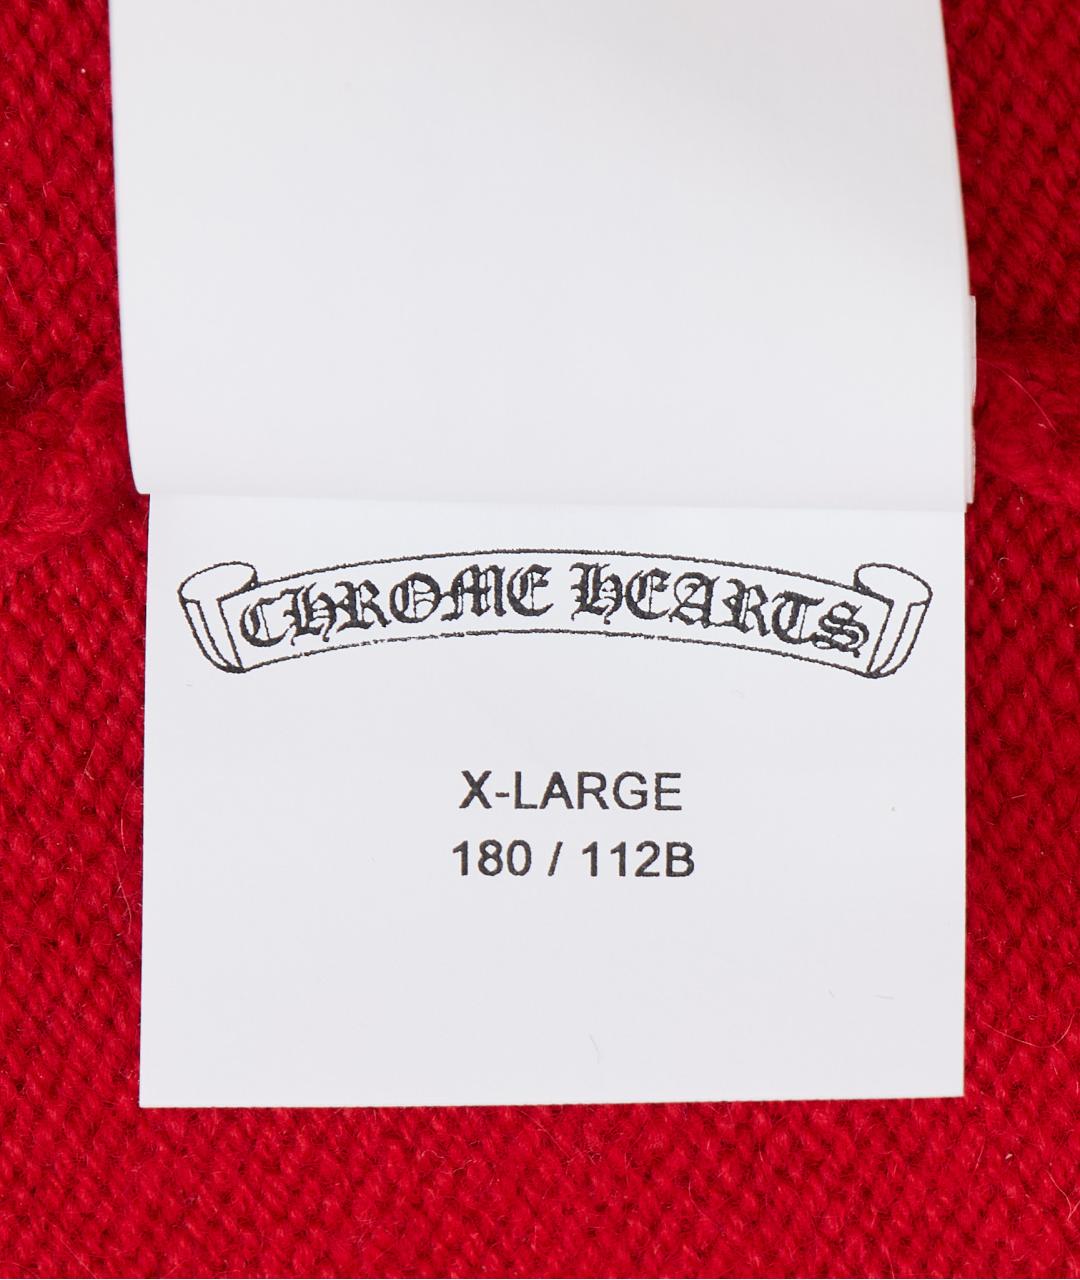 CHROME HEARTS
X-LARGE
180 / 112B